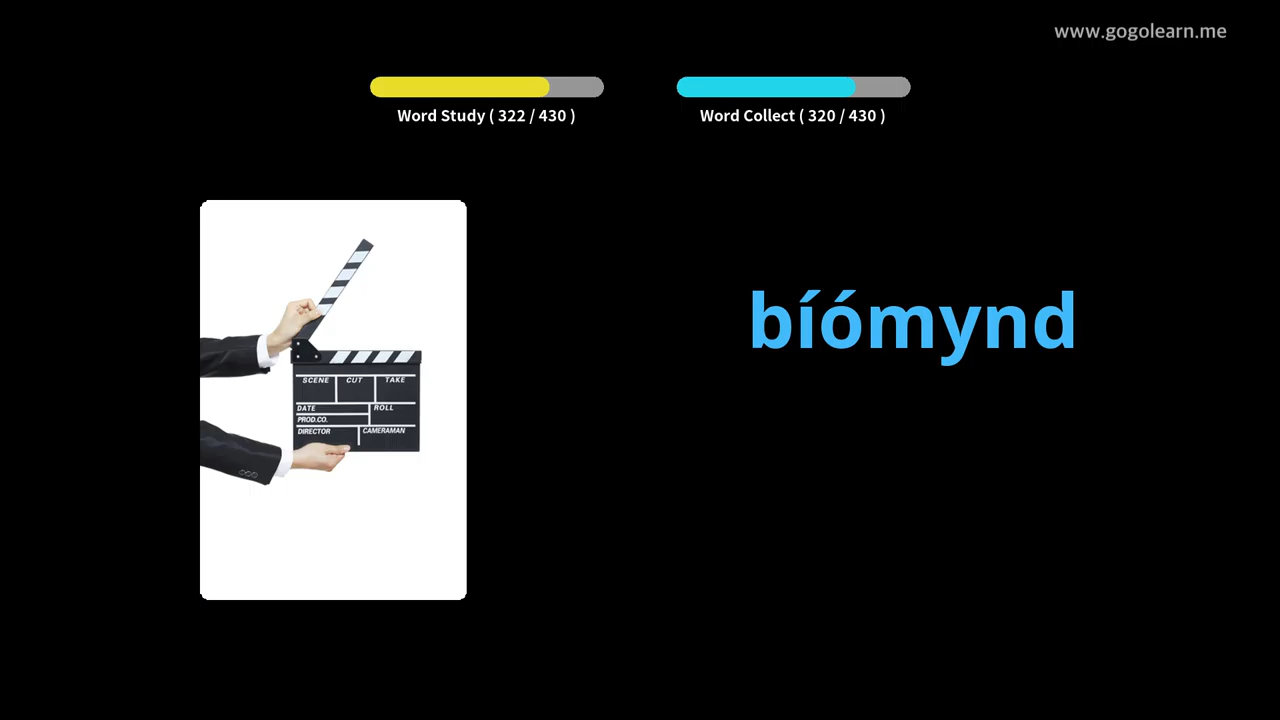 www.gogolearn.me
Word Study ( 322 / 430 )
Word Collect ( 320 / 430 )
bíómynd
SCENE CUT TAKE
DATE ROLL
PROD.CO.
DIRECTOR CAMERAMAN